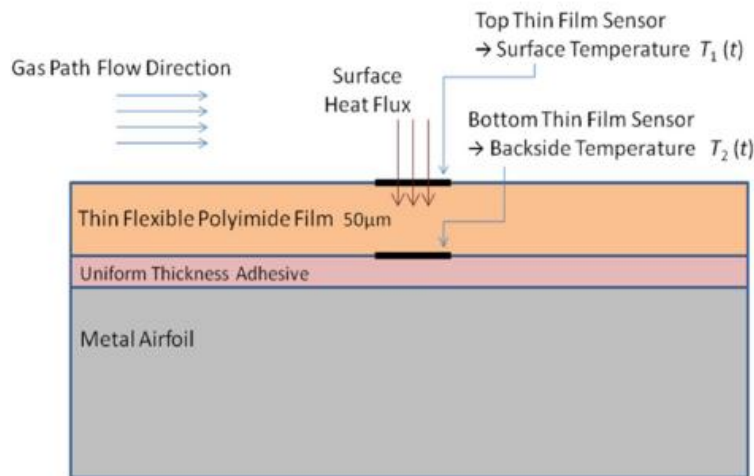 Top Thin Film Sensor
→ Surface Temperature T₁ (t)
Gas Path Flow Direction
Surface
Heat Flux
Bottom Thin Film Sensor
→ Backside Temperature T₂ (t)
Thin Flexible Polyimide Film 50μm
Uniform Thickness Adhesive
Metal Airfoil